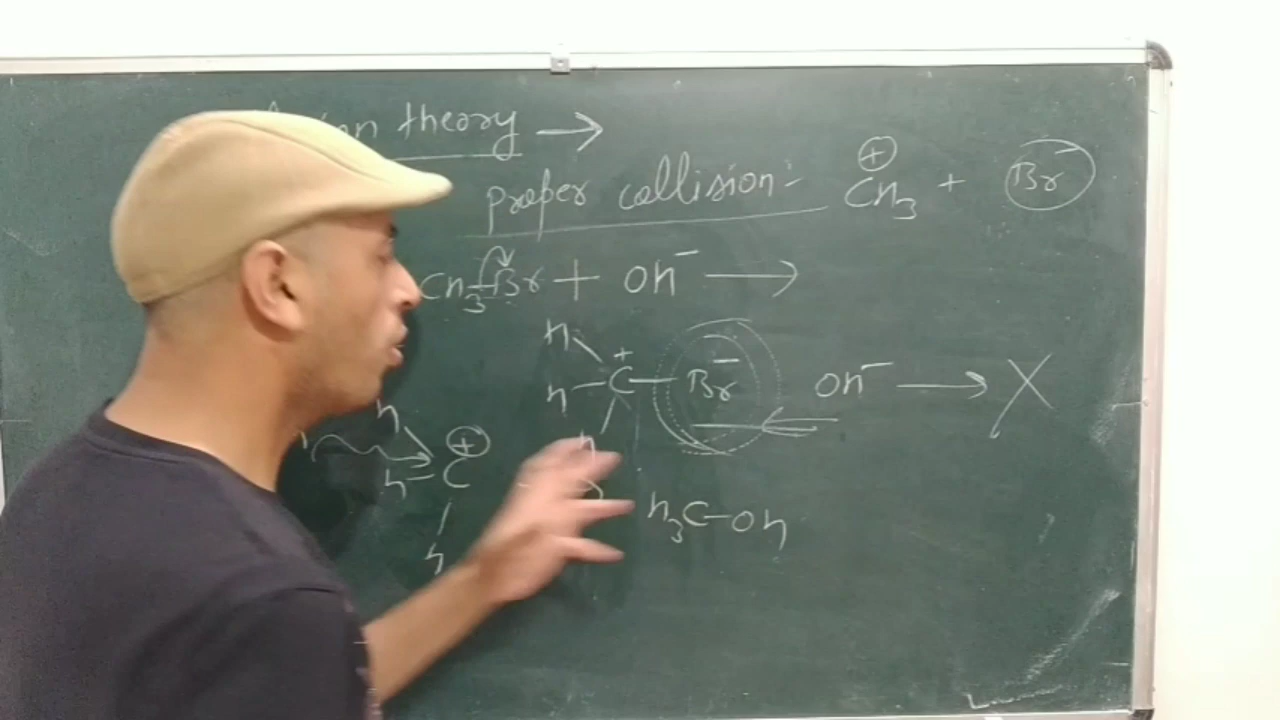 theory →
proper collision:-
CH₃⊕ + Br⁻
CH₃-Br + OH⁻ →
H
H - C⁺ - Br⁻ OH⁻ → X
H
H
H - C⊕
H
H₃C-OH